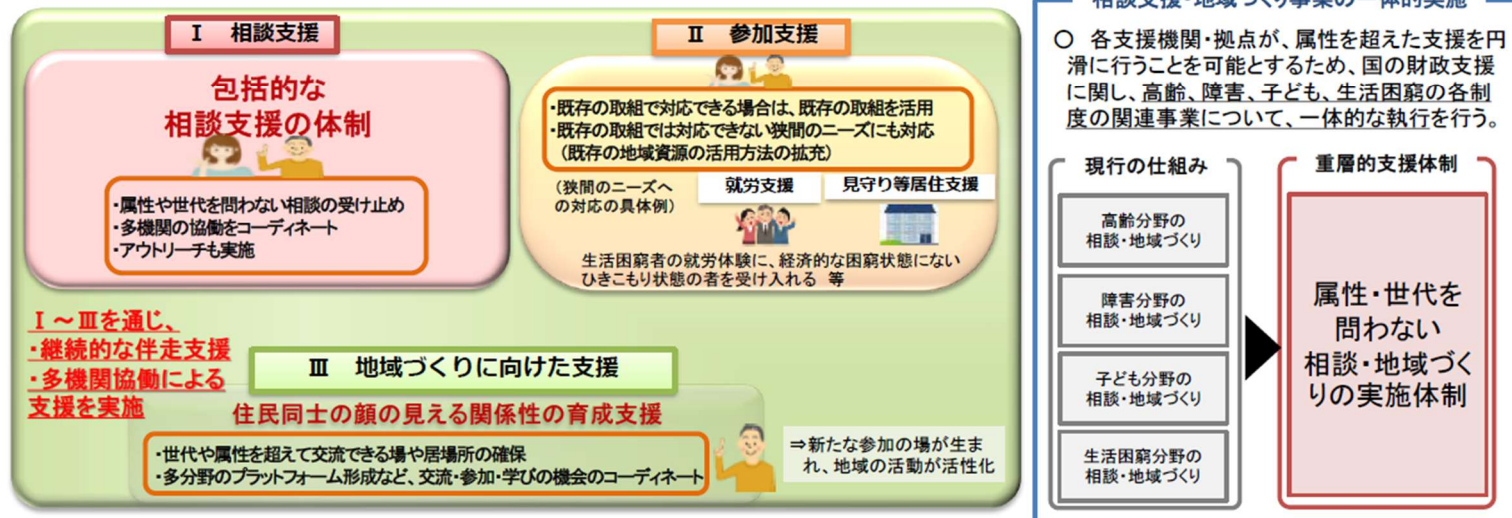 Ⅰ 相談支援
包括的な
相談支援の体制
・属性や世代を問わない相談の受け止め
・多機関の協働をコーディネート
・アウトリーチも実施
Ⅱ 参加支援
・既存の取組で対応できる場合は、既存の取組を活用
・既存の取組では対応できない狭間のニーズにも対応
（既存の地域資源の活用方法の拡充）
（狭間のニーズへ
の対応の具体例）
就労支援
見守り等居住支援
生活困窮者の就労体験に、経済的な困窮状態にない
ひきこもり状態の者を受け入れる 等
Ⅰ～Ⅲを通じ、
・継続的な伴走支援
・多機関協働による
支援を実施
Ⅲ 地域づくりに向けた支援
住民同士の顔の見える関係性の育成支援
・世代や属性を超えて交流できる場や居場所の確保
・多分野のプラットフォーム形成など、交流・参加・学びの機会のコーディネート
⇒新たな参加の場が生ま
れ、地域の活動が活性化
相談支援・地域づくり事業の一体的実施
○ 各支援機関・拠点が、属性を超えた支援を円
滑に行うことを可能とするため、国の財政支援
に関し、高齢、障害、子ども、生活困窮の各制
度の関連事業について、一体的な執行を行う。
現行の仕組み
高齢分野の
相談・地域づくり
障害分野の
相談・地域づくり
子ども分野の
相談・地域づくり
生活困窮分野の
相談・地域づくり
重層的支援体制
属性・世代を
問わない
相談・地域づく
りの実施体制